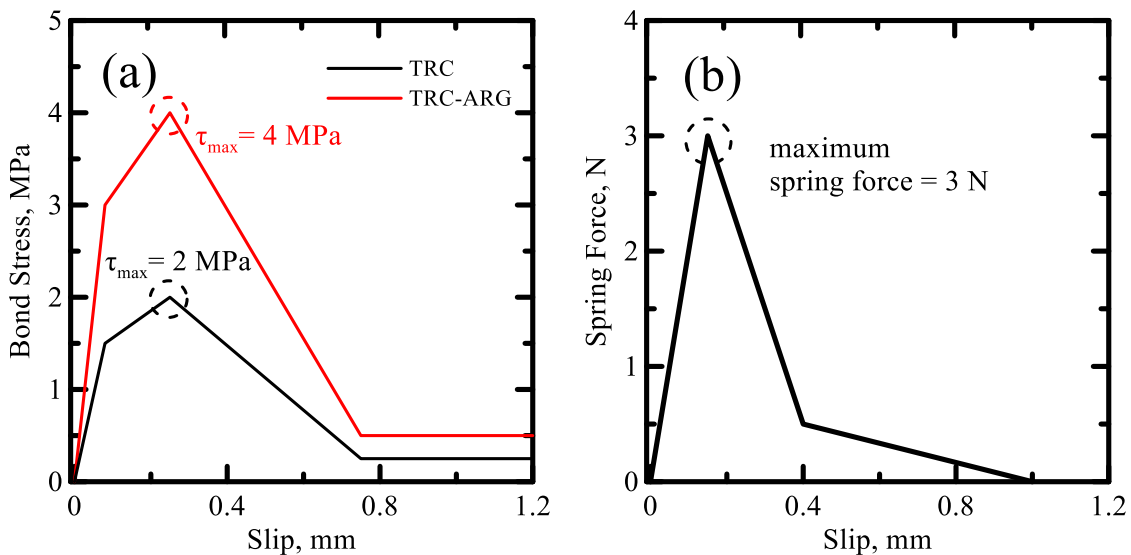 (a)
TRC
TRC-ARG
τmax= 4 MPa
τmax= 2 MPa
Bond Stress, MPa
5
4
3
2
1
0
0
0.4
0.8
1.2
Slip, mm
(b)
maximum
spring force = 3 N
Spring Force, N
4
3
2
1
0
0
0.4
0.8
1.2
Slip, mm